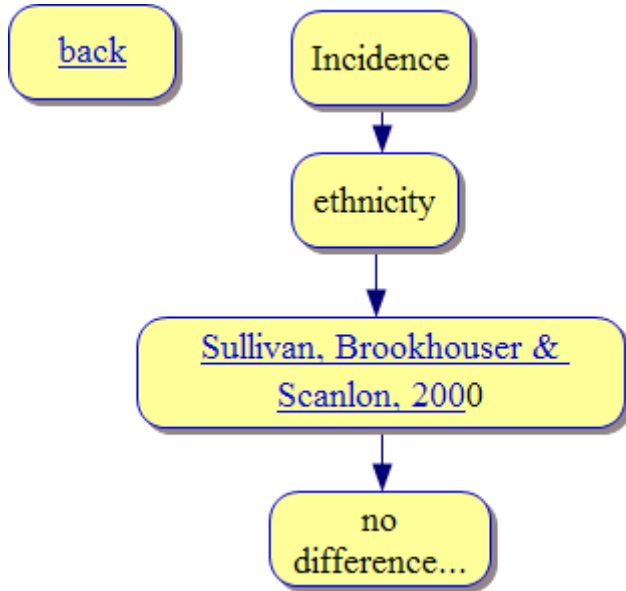 back
Incidence
ethnicity
Sullivan, Brookhouser &
Scanlon, 2000
no
difference...